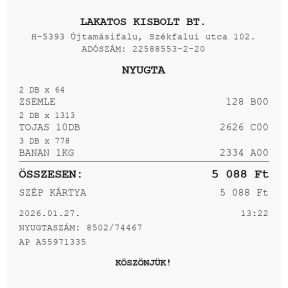 LAKATOS KISBOLT BT.
H-5393 Újtamásifalu, Székfalui utca 102.
ADÓSZÁM: 22588553-2-20
NYUGTA
2 DB x 64
ZSEMLE 128 B00
2 DB x 1313
TOJAS 10DB 2626 C00
3 DB x 778
BANAN 1KG 2334 A00
ÖSSZESEN: 5 088 Ft
SZÉP KÁRTYA 5 088 Ft
2026.01.27. 13:22
NYUGTASZÁM: 8502/74467
AP A55971335
KÖSZÖNJÜK!